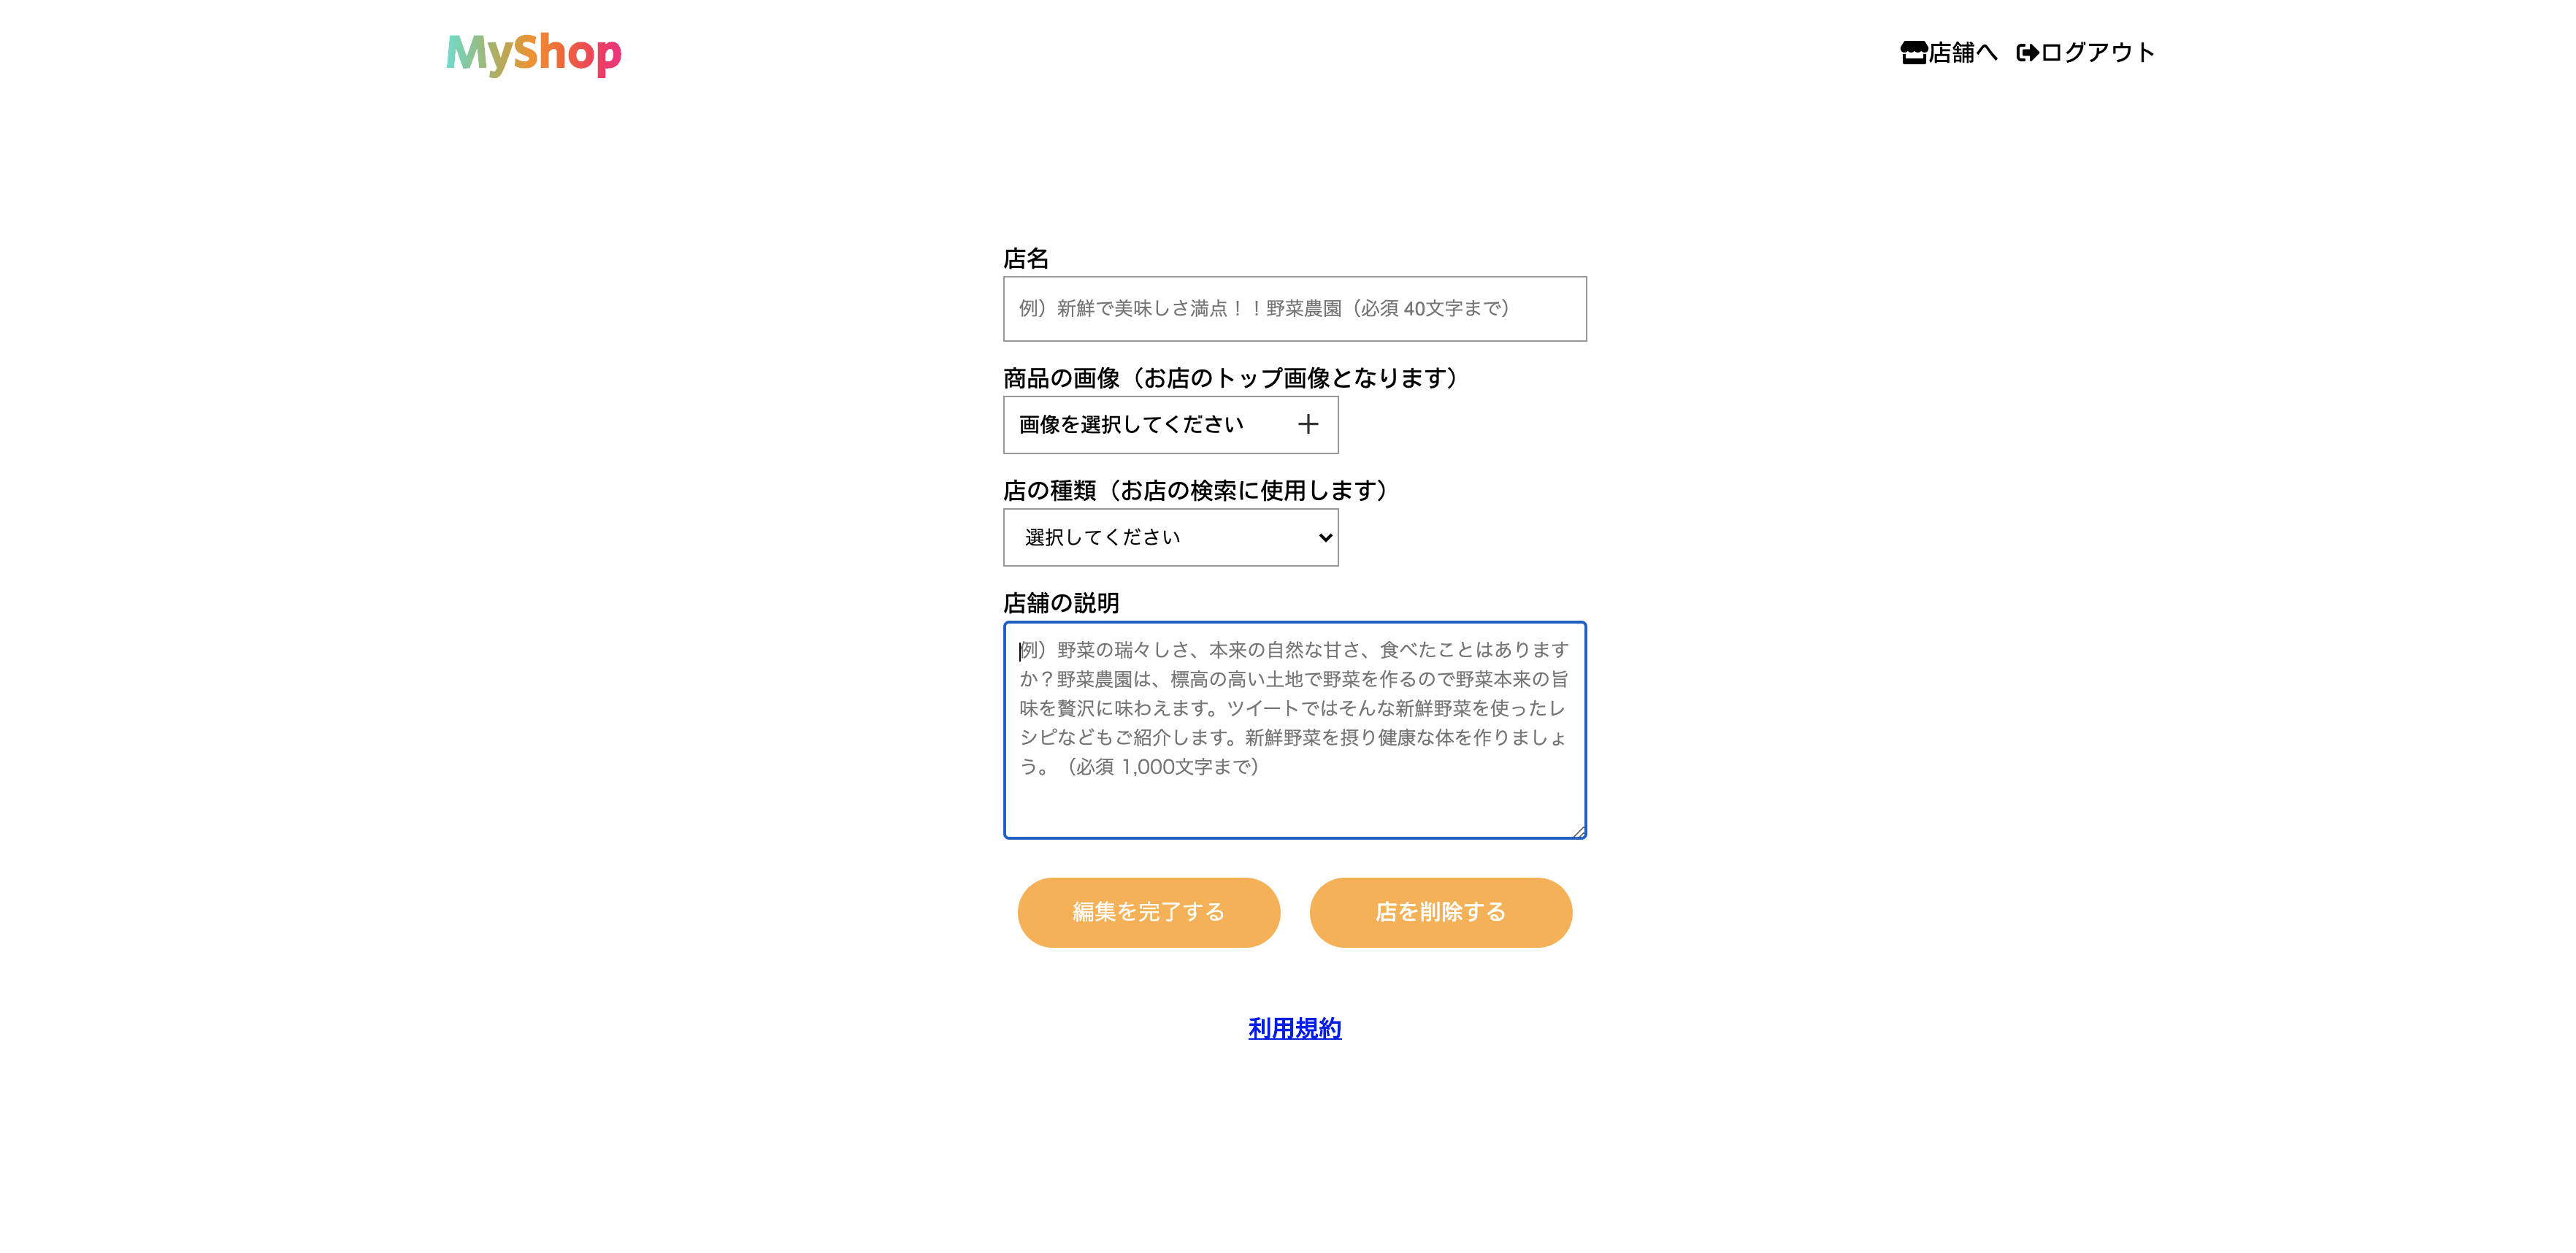 MyShop
店舗へ ログアウト
店名
例）新鮮で美味しさ満点！！野菜農園（必須 40文字まで）
商品の画像（お店のトップ画像となります）
画像を選択してください
店の種類（お店の検索に使用します）
選択してください
店舗の説明
例）野菜の瑞々しさ、本来の自然な甘さ、食べたことはあります
か？野菜農園は、標高の高い土地で野菜を作るので野菜本来の旨
味を贅沢に味わえます。ツイートではそんな新鮮野菜を使ったレ
シピなどもご紹介します。新鮮野菜を摂り健康な体を作りましょ
う。（必須 1,000文字まで）
編集を完了する 店を削除する
利用規約